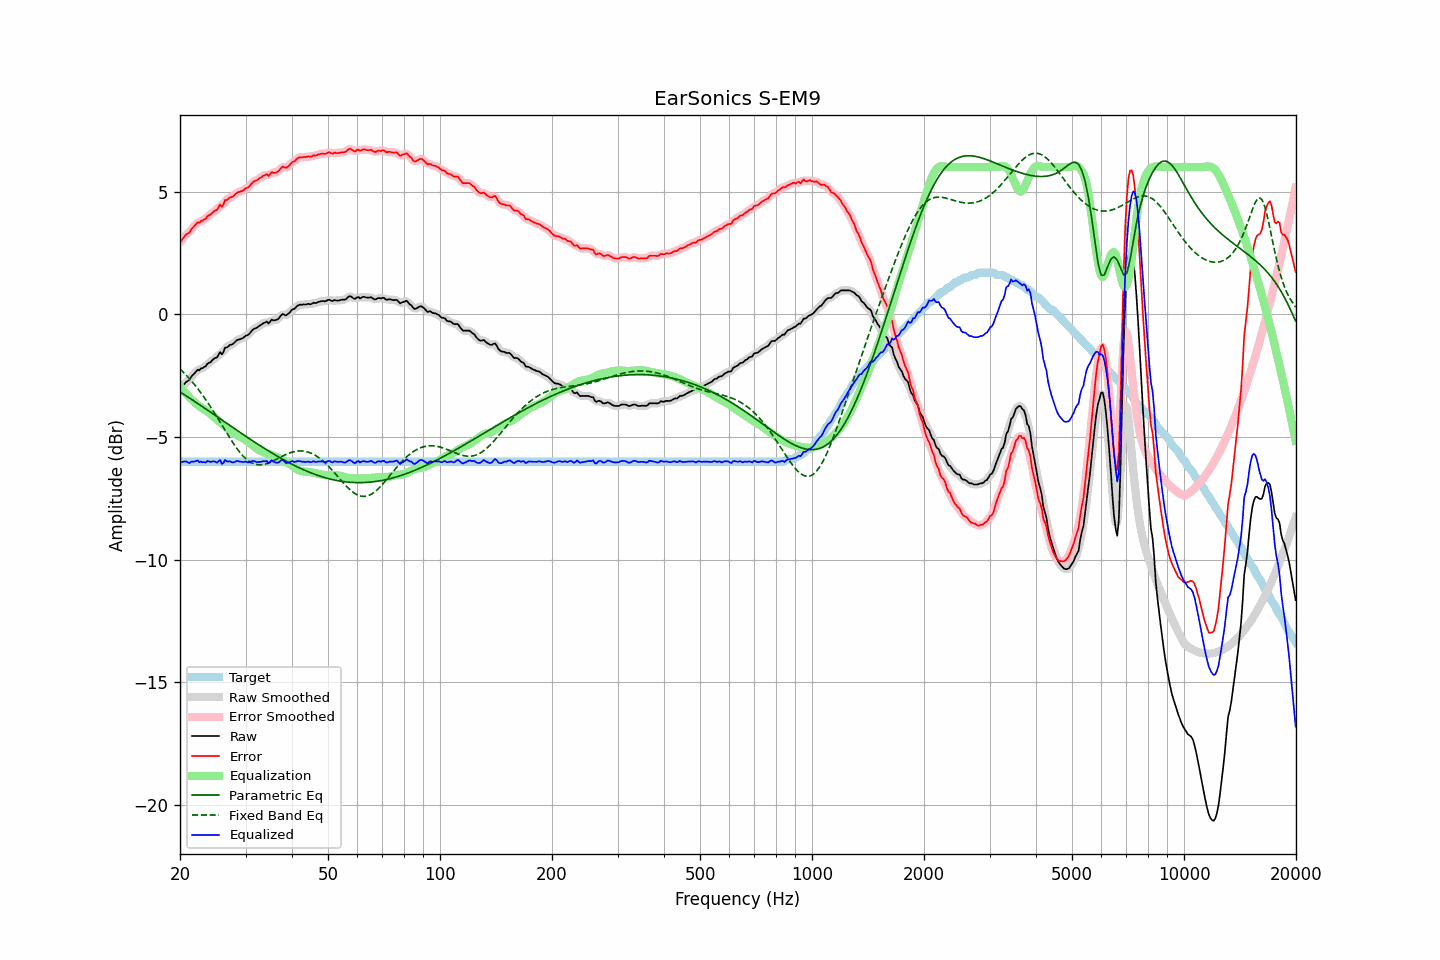 EarSonics S-EM9
Amplitude (dBr)
5
0
−5
−10
−15
−20
Target
Raw Smoothed
Error Smoothed
Raw
Error
Equalization
Parametric Eq
Fixed Band Eq
Equalized
20 50 100 200 500 1000 2000 5000 10000 20000
Frequency (Hz)